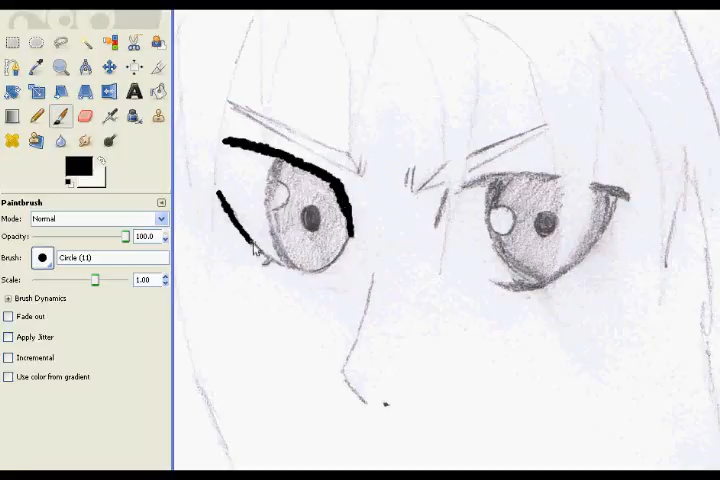 A
Paintbrush
Mode: Normal
Opacity: 100.0
Brush: Circle (11)
Scale: 1.00
Brush Dynamics
Fade out
Apply Jitter
Incremental
Use color from gradient